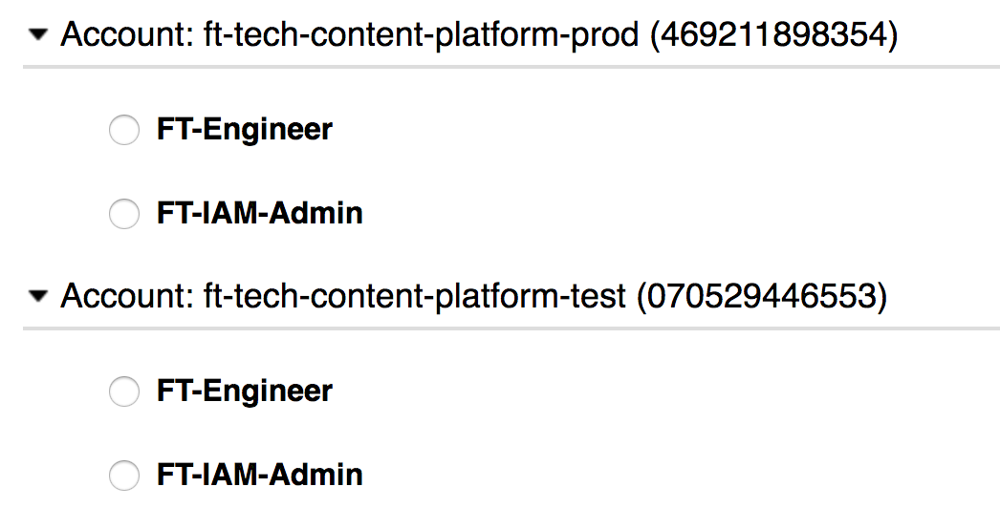 Account: ft-tech-content-platform-prod (469211898354)
FT-Engineer
FT-IAM-Admin
Account: ft-tech-content-platform-test (070529446553)
FT-Engineer
FT-IAM-Admin